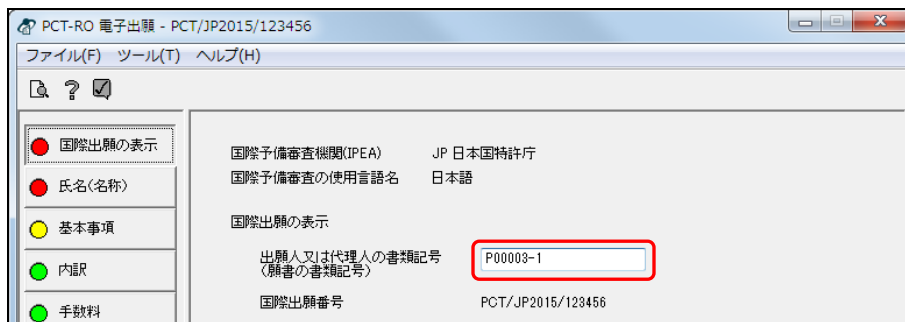 PCT-RO 電子出願 - PCT/JP2015/123456
ファイル(F) ツール(T) ヘルプ(H)
国際出願の表示
氏名(名称)
基本事項
内訳
手数料
国際予備審査機関(IPEA) JP 日本国特許庁
国際予備審査の使用言語名 日本語
国際出願の表示
出願人又は代理人の書類記号 P00003-1
(願書の書類記号)
国際出願番号 PCT/JP2015/123456